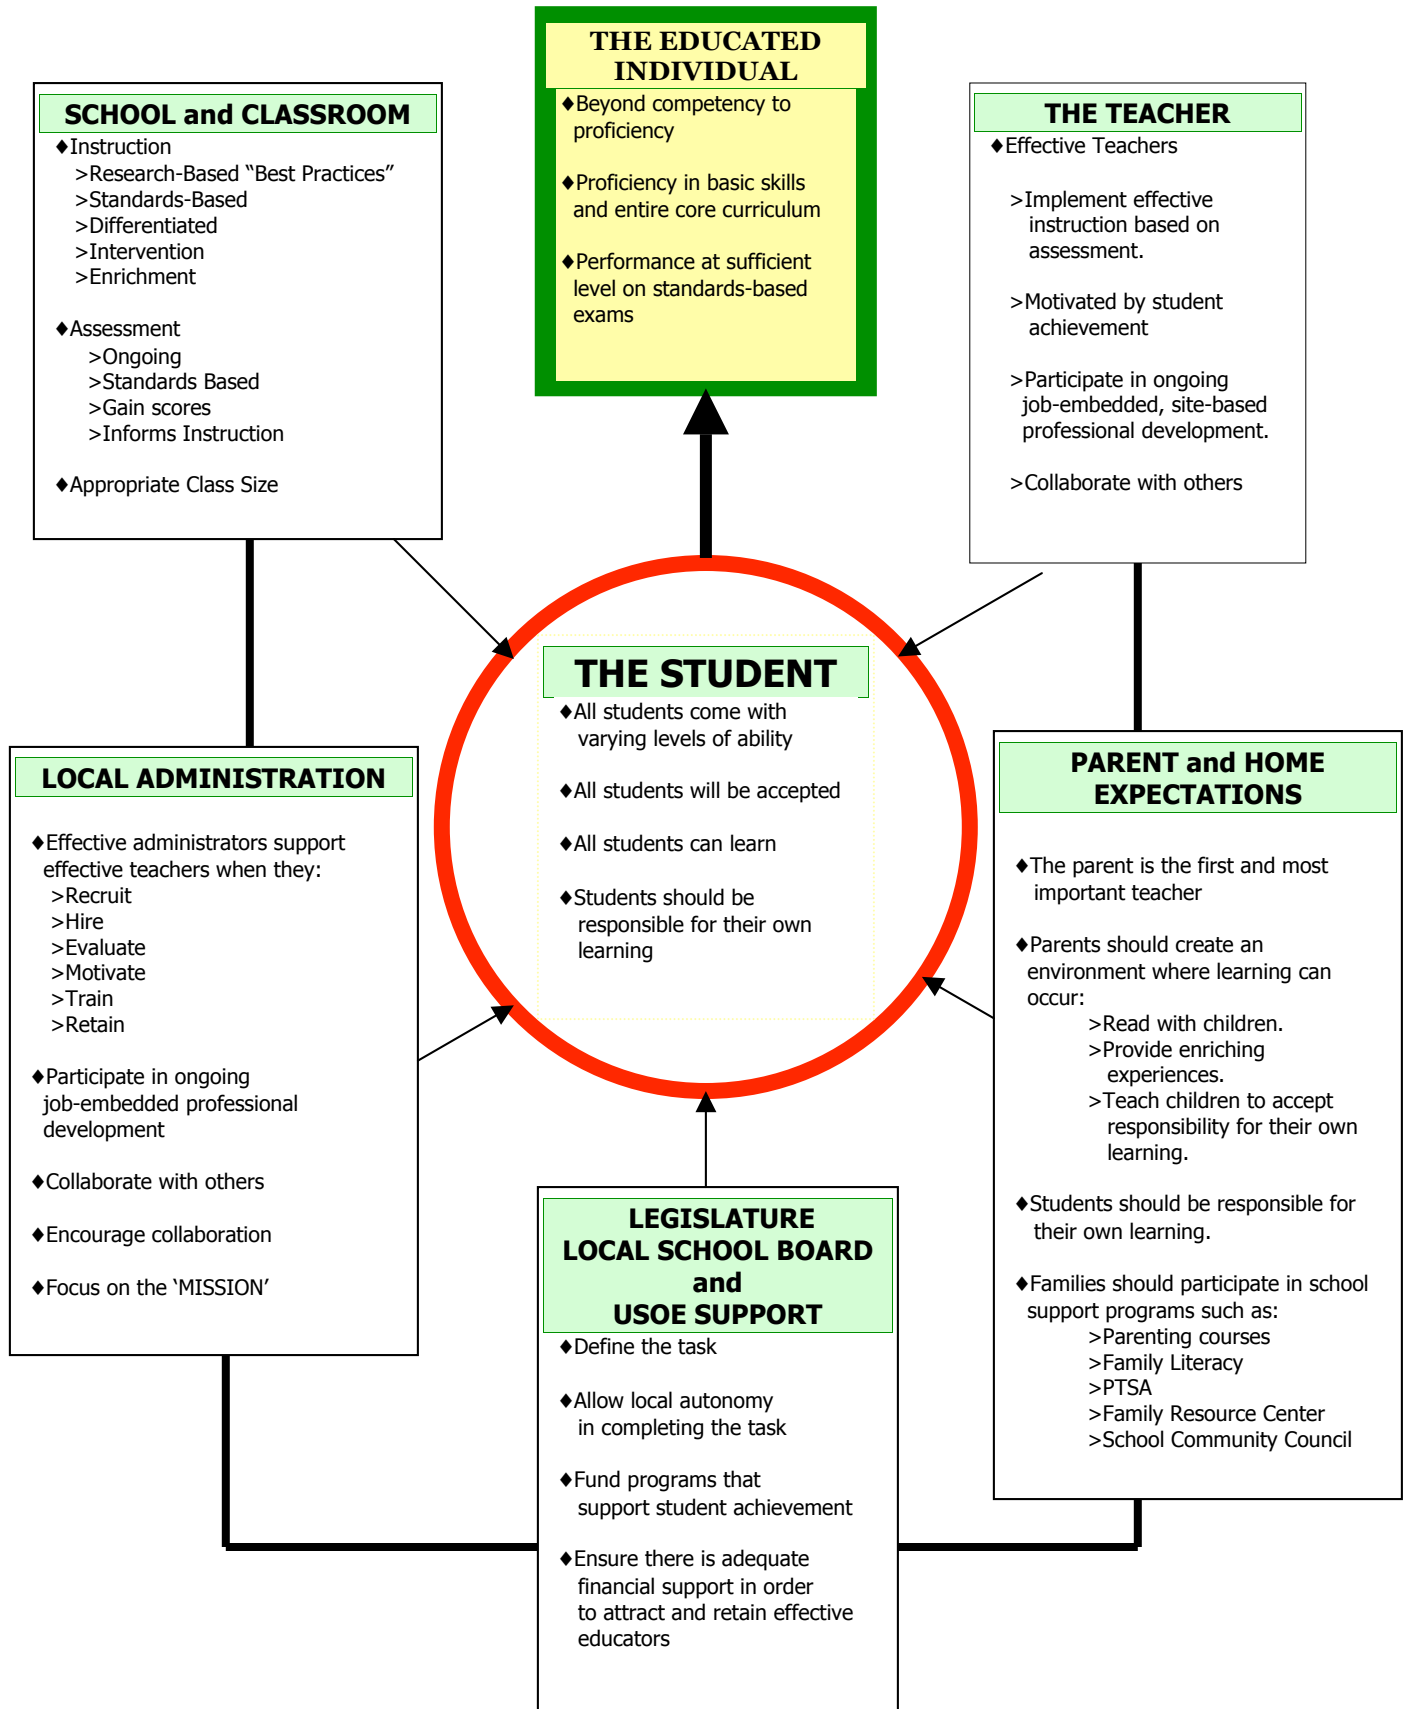 THE EDUCATED
INDIVIDUAL
♦Beyond competency to
proficiency
♦Proficiency in basic skills
and entire core curriculum
♦Performance at sufficient
level on standards-based
exams
SCHOOL and CLASSROOM
♦Instruction
>Research-Based “Best Practices”
>Standards-Based
>Differentiated
>Intervention
>Enrichment
♦Assessment
>Ongoing
>Standards Based
>Gain scores
>Informs Instruction
♦Appropriate Class Size
THE TEACHER
♦Effective Teachers
>Implement effective
instruction based on
assessment.
>Motivated by student
achievement
>Participate in ongoing
job-embedded, site-based
professional development.
>Collaborate with others
THE STUDENT
♦All students come with
varying levels of ability
♦All students will be accepted
♦All students can learn
♦Students should be
responsible for their own
learning
LOCAL ADMINISTRATION
♦Effective administrators support
effective teachers when they:
>Recruit
>Hire
>Evaluate
>Motivate
>Train
>Retain
♦Participate in ongoing
job-embedded professional
development
♦Collaborate with others
♦Encourage collaboration
♦Focus on the ‘MISSION’
PARENT and HOME
EXPECTATIONS
♦The parent is the first and most
important teacher
♦Parents should create an
environment where learning can
occur:
>Read with children.
>Provide enriching
experiences.
>Teach children to accept
responsibility for their own
learning.
♦Students should be responsible for
their own learning.
♦Families should participate in school
support programs such as:
>Parenting courses
>Family Literacy
>PTSA
>Family Resource Center
>School Community Council
LEGISLATURE
LOCAL SCHOOL BOARD
and
USOE SUPPORT
♦Define the task
♦Allow local autonomy
in completing the task
♦Fund programs that
support student achievement
♦Ensure there is adequate
financial support in order
to attract and retain effective
educators